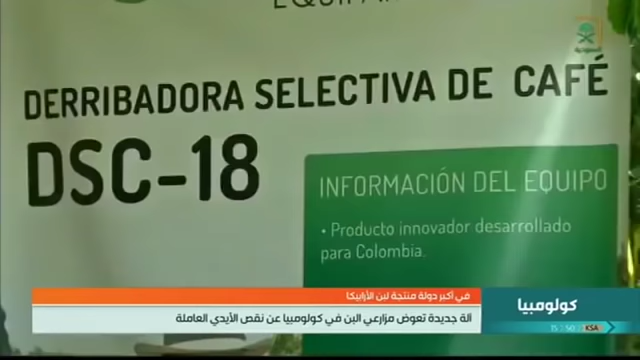 السعودية
DERRIBADORA SELECTIVA DE CAFÉ
DSC-18
INFORMACIÓN DEL EQUIPO
• Producto innovador desarrollado
para Colombia.
في أكبر دولة منتجة لبن الأرابيكا
كولومبيا
آلة جديدة تعوض مزارعي البن في كولومبيا عن نقص الأيدي العاملة
15:50 KSA